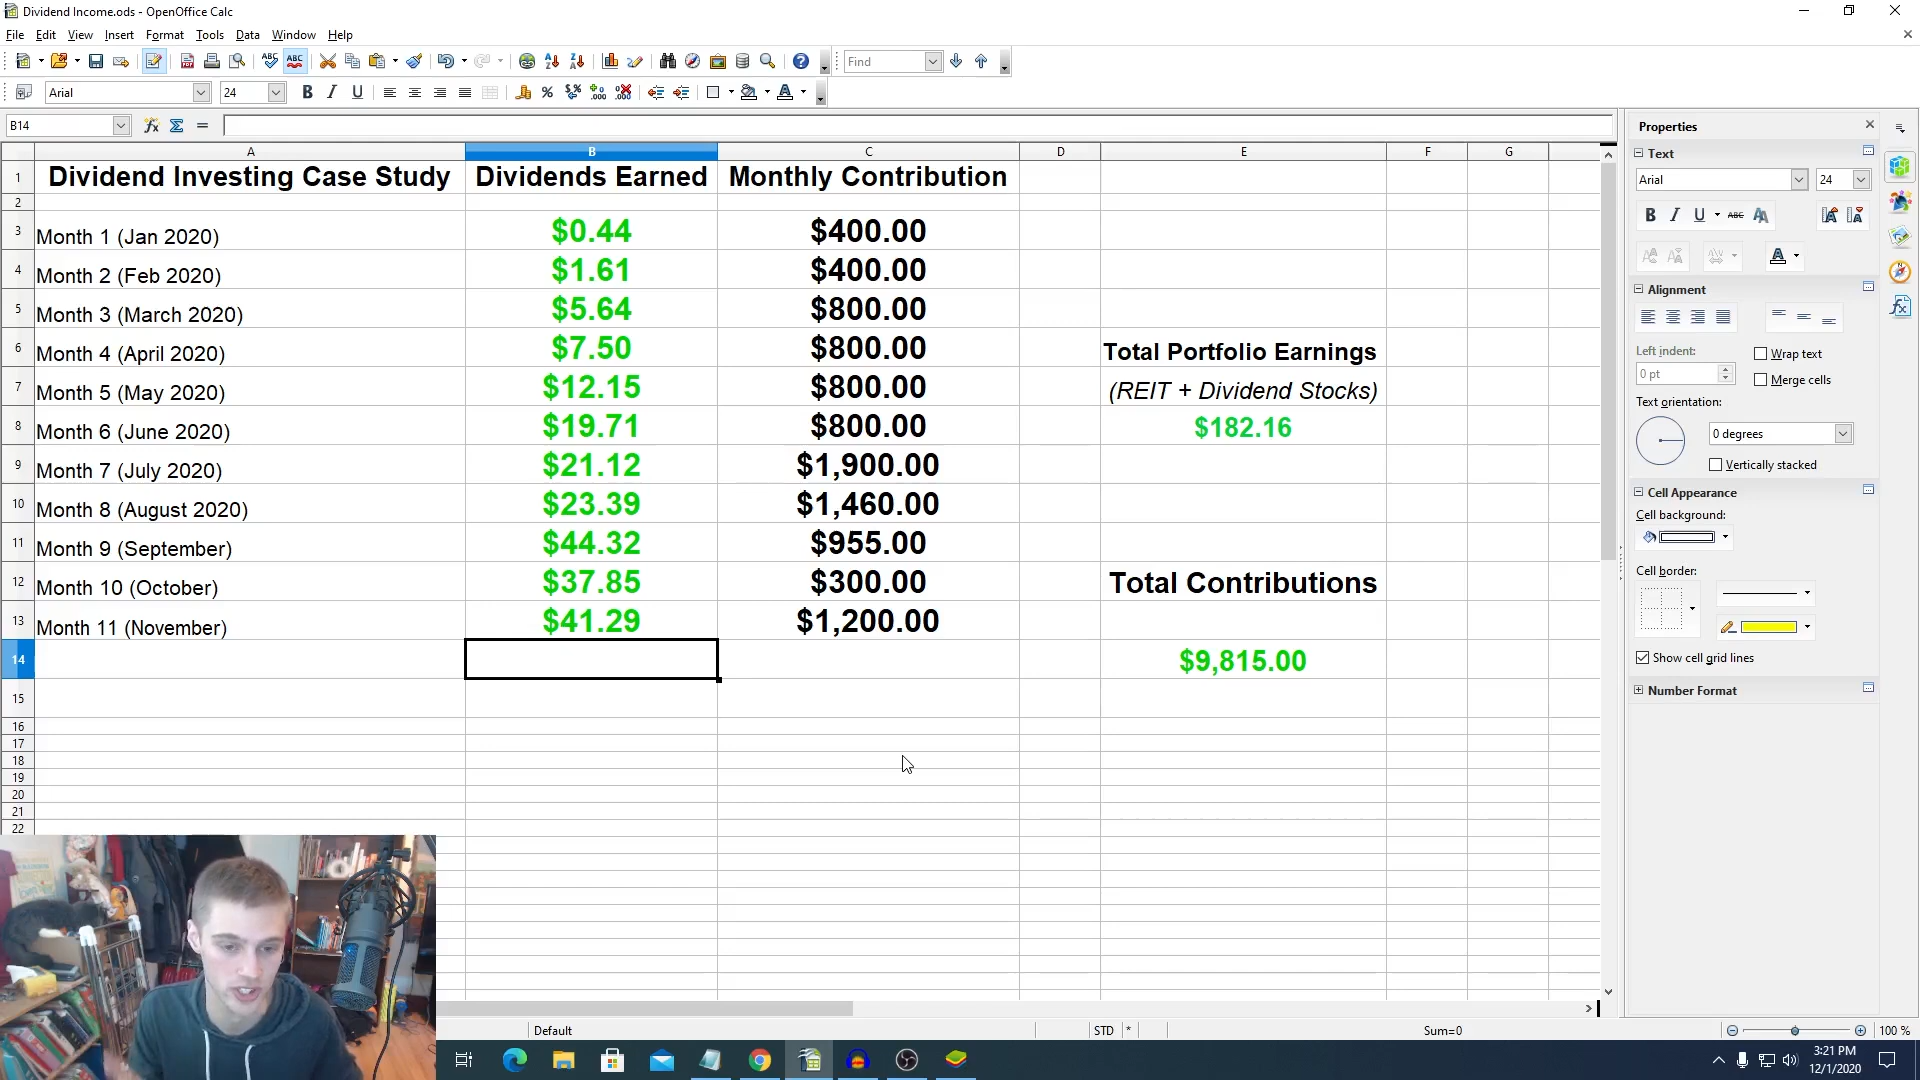 Dividend Income.ods - OpenOffice Calc
File Edit View Insert Format Tools Data Window Help
Find
Arial 24
B14
A B C D E F G
1 Dividend Investing Case Study Dividends Earned Monthly Contribution
2
3 Month 1 (Jan 2020) $0.44 $400.00
4 Month 2 (Feb 2020) $1.61 $400.00
5 Month 3 (March 2020) $5.64 $800.00
6 Month 4 (April 2020) $7.50 $800.00 Total Portfolio Earnings
7 Month 5 (May 2020) $12.15 $800.00 (REIT + Dividend Stocks)
8 Month 6 (June 2020) $19.71 $800.00 $182.16
9 Month 7 (July 2020) $21.12 $1,900.00
10 Month 8 (August 2020) $23.39 $1,460.00
11 Month 9 (September) $44.32 $955.00
12 Month 10 (October) $37.85 $300.00 Total Contributions
13 Month 11 (November) $41.29 $1,200.00
14 $9,815.00
15
16
17
18
19
20
21
22
Properties
Text
Arial 24
Alignment
Left indent:
Wrap text
0 pt
Merge cells
Text orientation:
0 degrees
Vertically stacked
Cell Appearance
Cell background:
Cell border:
Show cell grid lines
Number Format
Default STD * Sum=0 100 %
3:21 PM
12/1/2020